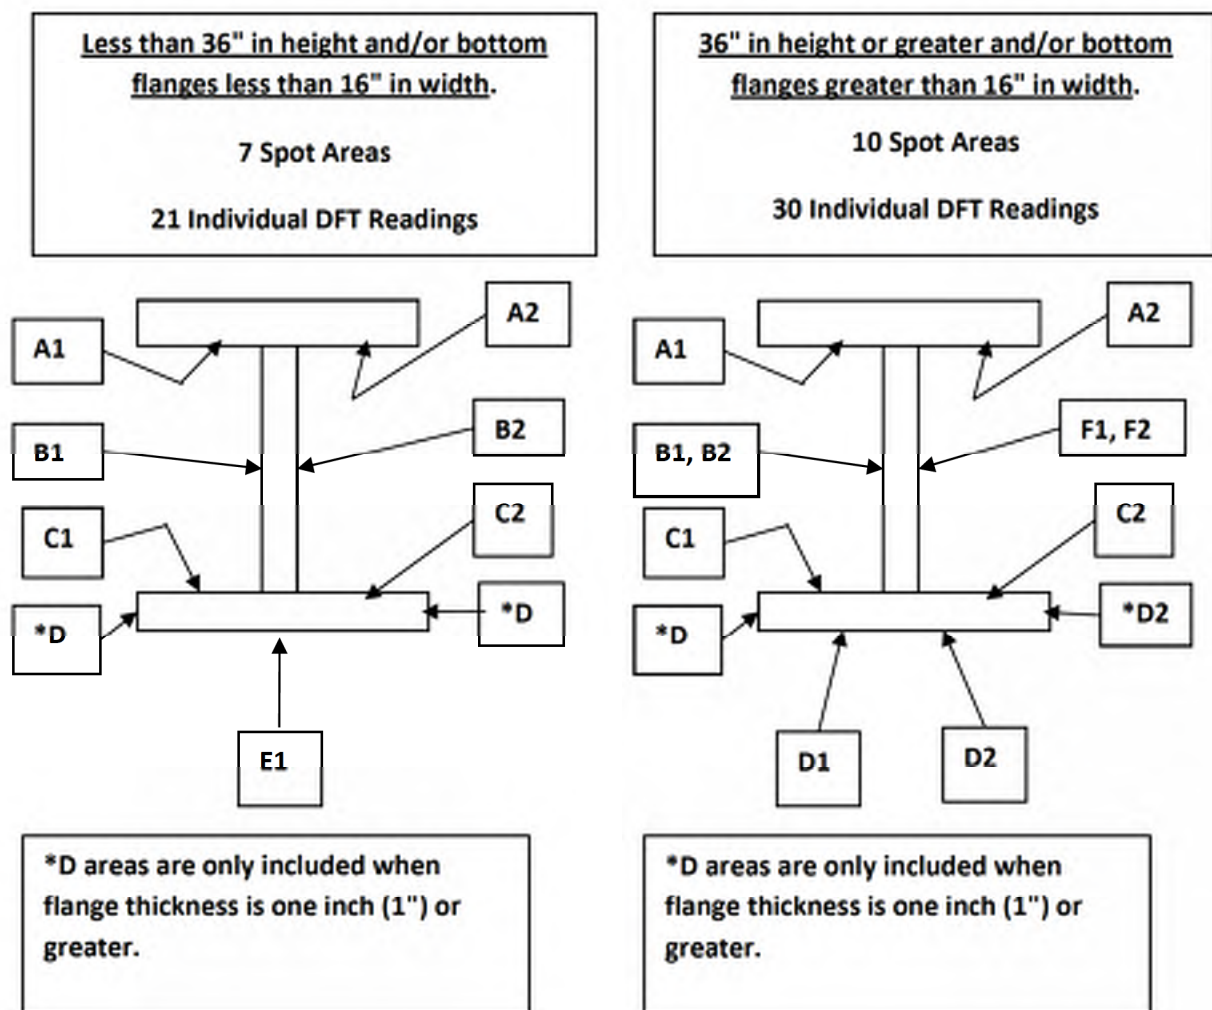 Less than 36" in height and/or bottom
flanges less than 16" in width.
7 Spot Areas
21 Individual DFT Readings
36" in height or greater and/or bottom
flanges greater than 16" in width.
10 Spot Areas
30 Individual DFT Readings
A1
A2
B1
B2
C1
C2
*D
*D
E1
A1
A2
B1, B2
F1, F2
C1
C2
*D
*D2
D1
D2
*D areas are only included when
flange thickness is one inch (1") or
greater.
*D areas are only included when
flange thickness is one inch (1") or
greater.